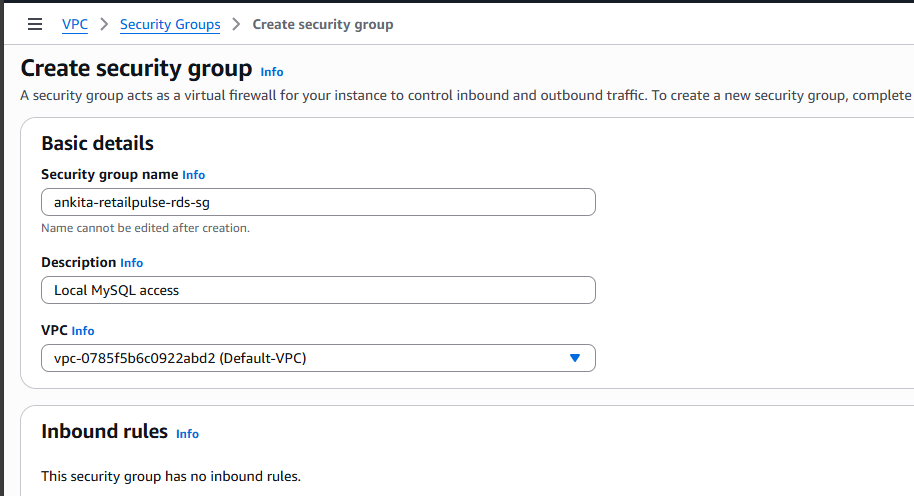 VPC > Security Groups > Create security group
Create security group Info
A security group acts as a virtual firewall for your instance to control inbound and outbound traffic. To create a new security group, complete
Basic details
Security group name Info
ankita-retailpulse-rds-sg
Name cannot be edited after creation.
Description Info
Local MySQL access
VPC Info
vpc-0785f5b6c0922abd2 (Default-VPC)
Inbound rules Info
This security group has no inbound rules.